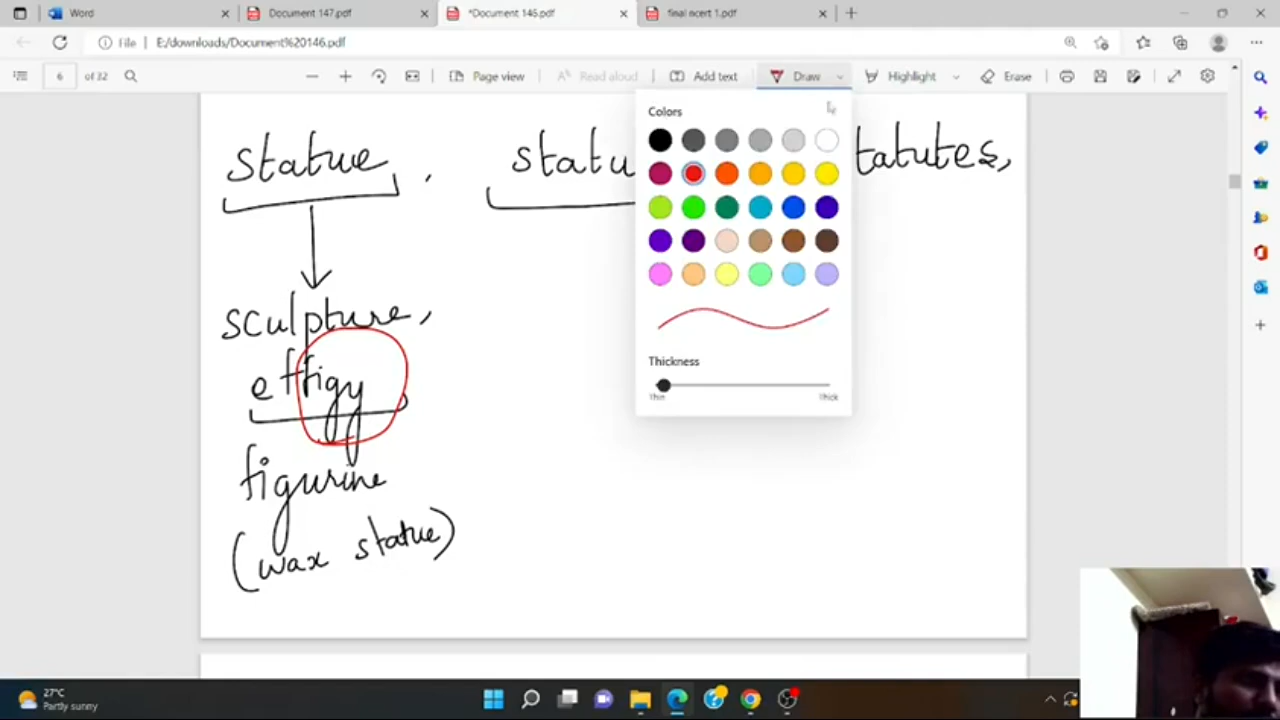 Word
Document 147.pdf
*Document 146.pdf
final ncert 1.pdf
File
E:/downloads/Document%20146.pdf
6 of 32
Page view
Read aloud
Add text
Draw
Highlight
Erase
Colors
Thickness
Thin
Thick
statue, statu tatutes,
sculpture,
effigy
figurine
(wax statue)
27°C
Partly sunny